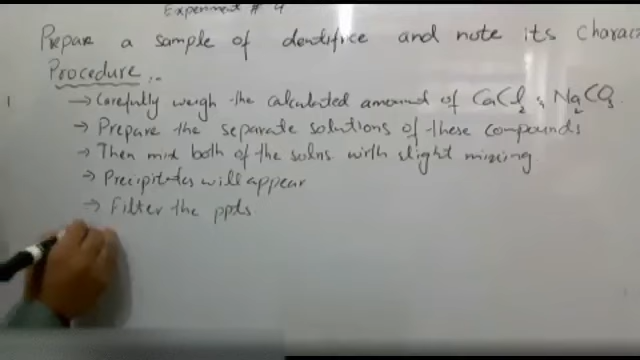 Experiment # 4
Prepare a sample of dentifrice and note its charac
Procedure :-
→ Carefully weigh the calculated amount of CaCl2 & Na2CO3
→ Prepare the separate solutions of these compounds
→ Then mix both of the solns with slight mixing
→ Precipitates will appear
→ Filter the ppds